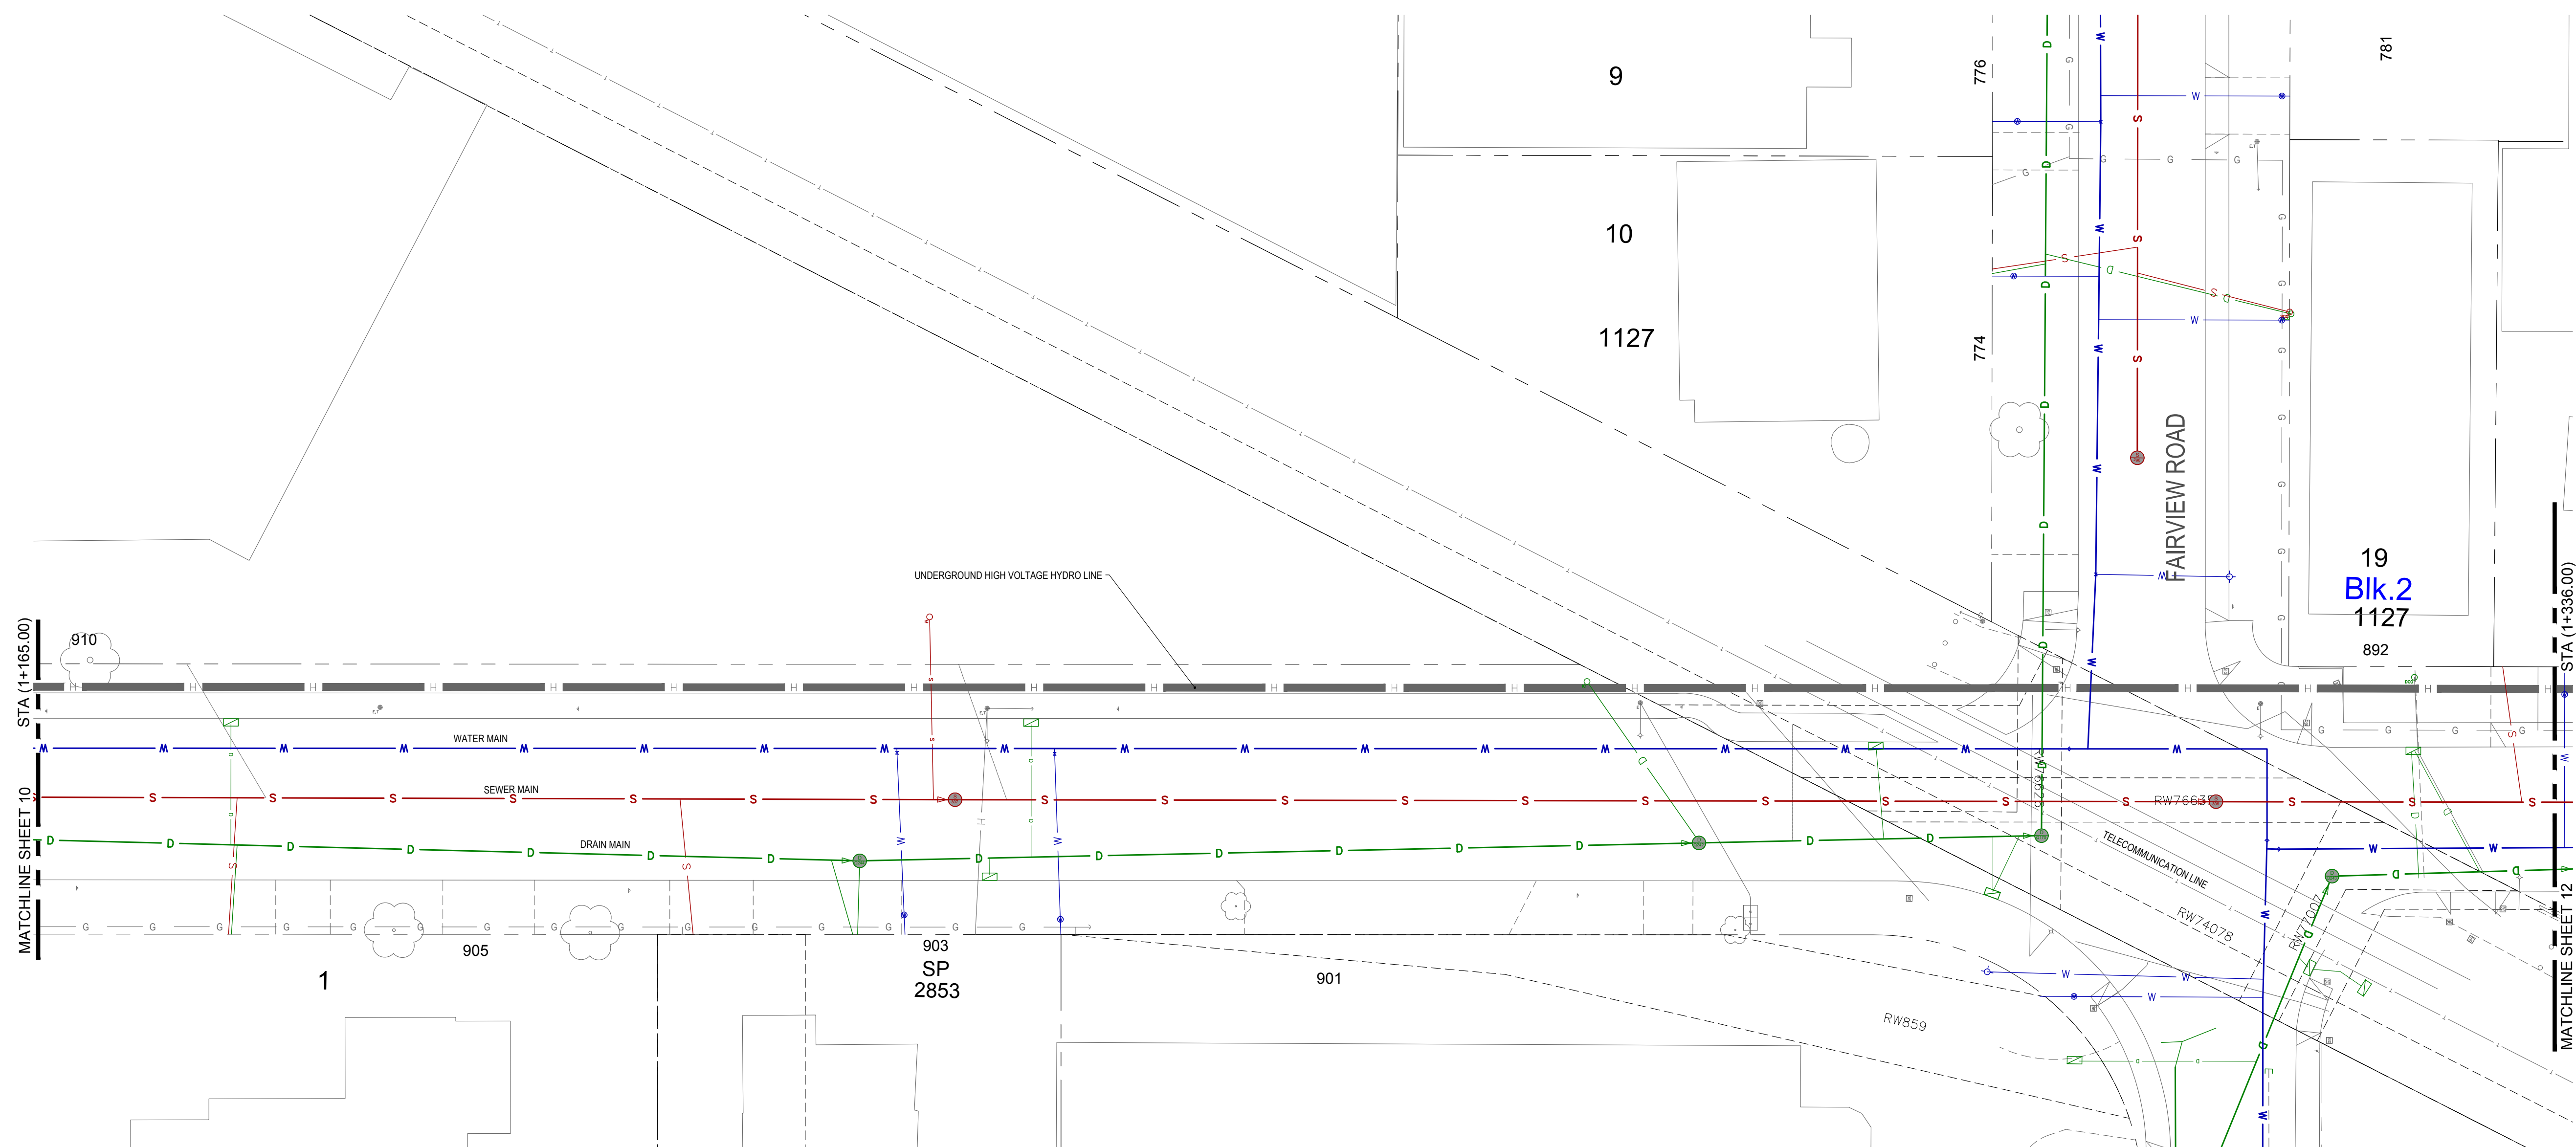 9
776
781
10
1127
774
FAIRVIEW ROAD
19
Blk.2
1127
892
UNDERGROUND HIGH VOLTAGE HYDRO LINE
STA (1+165.00)
MATCHLINE SHEET 10
910
WATER MAIN
SEWER MAIN
DRAIN MAIN
905
1
903
SP
2853
901
TELECOMMUNICATION LINE
RW74078
RW77007
RW859
STA (1+336.00)
MATCHLINE SHEET 12